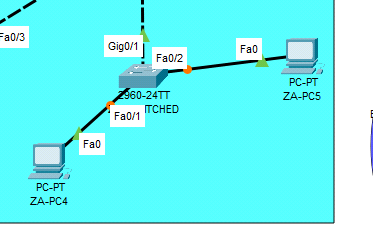 Fa0/3
Gig0/1
Fa0/2
Fa0
2960-24TT
TCHED
PC-PT
ZA-PC5
Fa0/1
Fa0
PC-PT
ZA-PC4